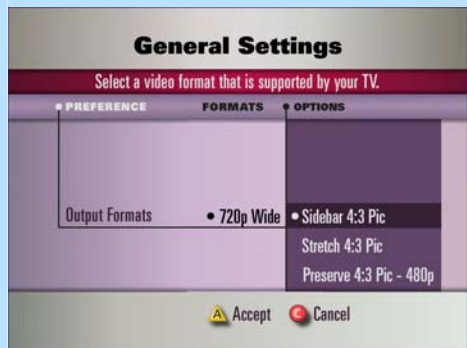 General Settings
Select a video format that is supported by your TV.
PREFERENCE FORMATS OPTIONS
Output Formats • 720p Wide • Sidebar 4:3 Pic
Stretch 4:3 Pic
Preserve 4:3 Pic - 480p
A Accept C Cancel